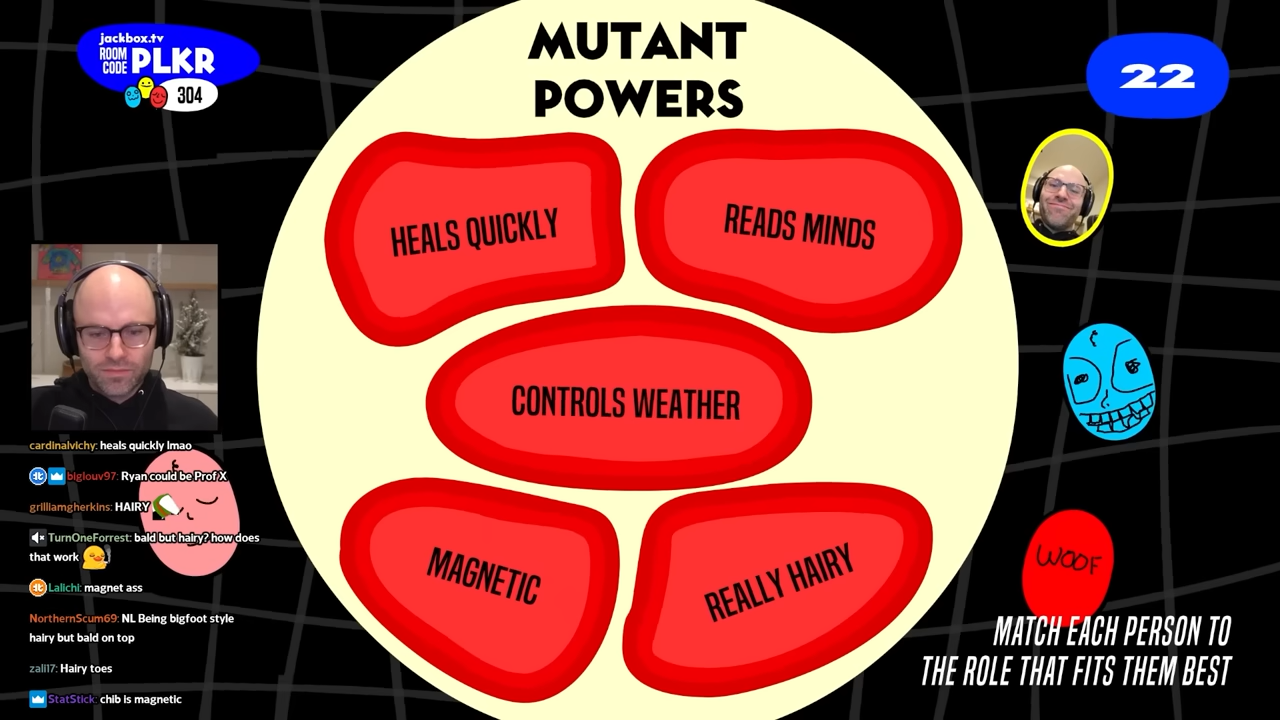 jackbox.tv
ROOM
CODE
PLKR
304
MUTANT
POWERS
22
HEALS QUICKLY
READS MINDS
CONTROLS WEATHER
MAGNETIC
REALLY HAIRY
WOOF
MATCH EACH PERSON TO
THE ROLE THAT FITS THEM BEST
cardinalvichy: heals quickly lmao
biglouv97: Ryan could be Prof X
grilliamgherkins: HAIRY
TurnOneForrest: bald but hairy? how does
that work
Lalichi: magnet ass
NorthernScum69: NL Being bigfoot style
hairy but bald on top
zali17: Hairy toes
StatStick: chib is magnetic